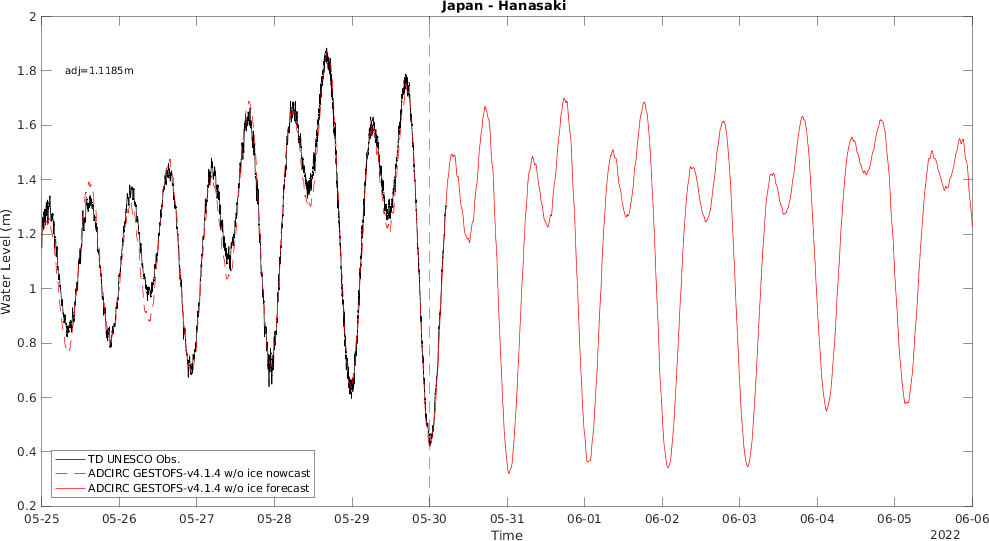 Japan - Hanasaki
2
1.8
1.6
1.4
1.2
1
0.8
0.6
0.4
0.2
Water Level (m)
adj=1.1185m
TD UNESCO Obs.
ADCIRC GESTOFS-v4.1.4 w/o ice nowcast
ADCIRC GESTOFS-v4.1.4 w/o ice forecast
05-25 05-26 05-27 05-28 05-29 05-30 05-31 06-01 06-02 06-03 06-04 06-05 06-06
Time
2022